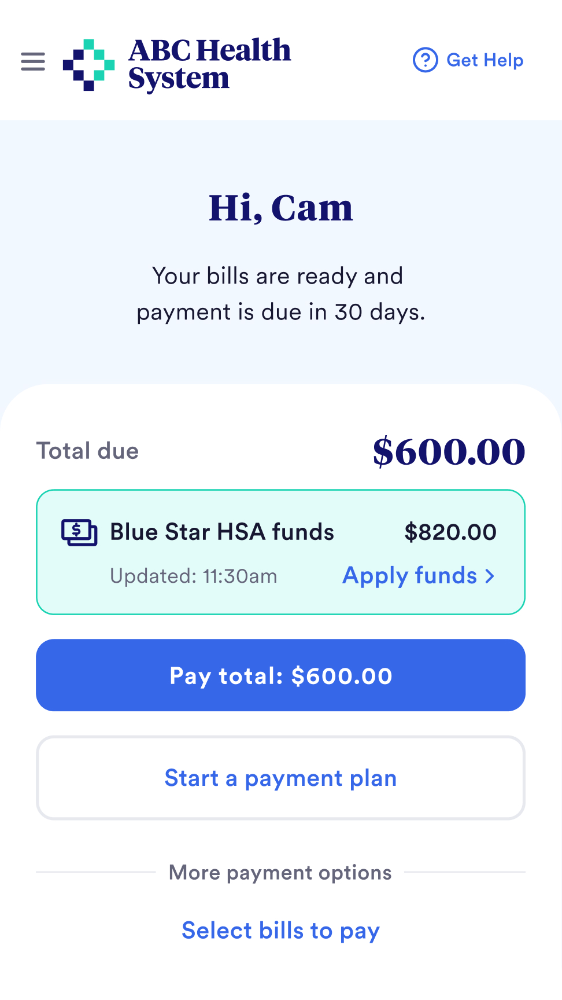 ABC Health
System
Get Help
Hi, Cam
Your bills are ready and
payment is due in 30 days.
Total due
$600.00
$
Blue Star HSA funds
$820.00
Updated: 11:30am
Apply funds >
Pay total: $600.00
Start a payment plan
More payment options
Select bills to pay